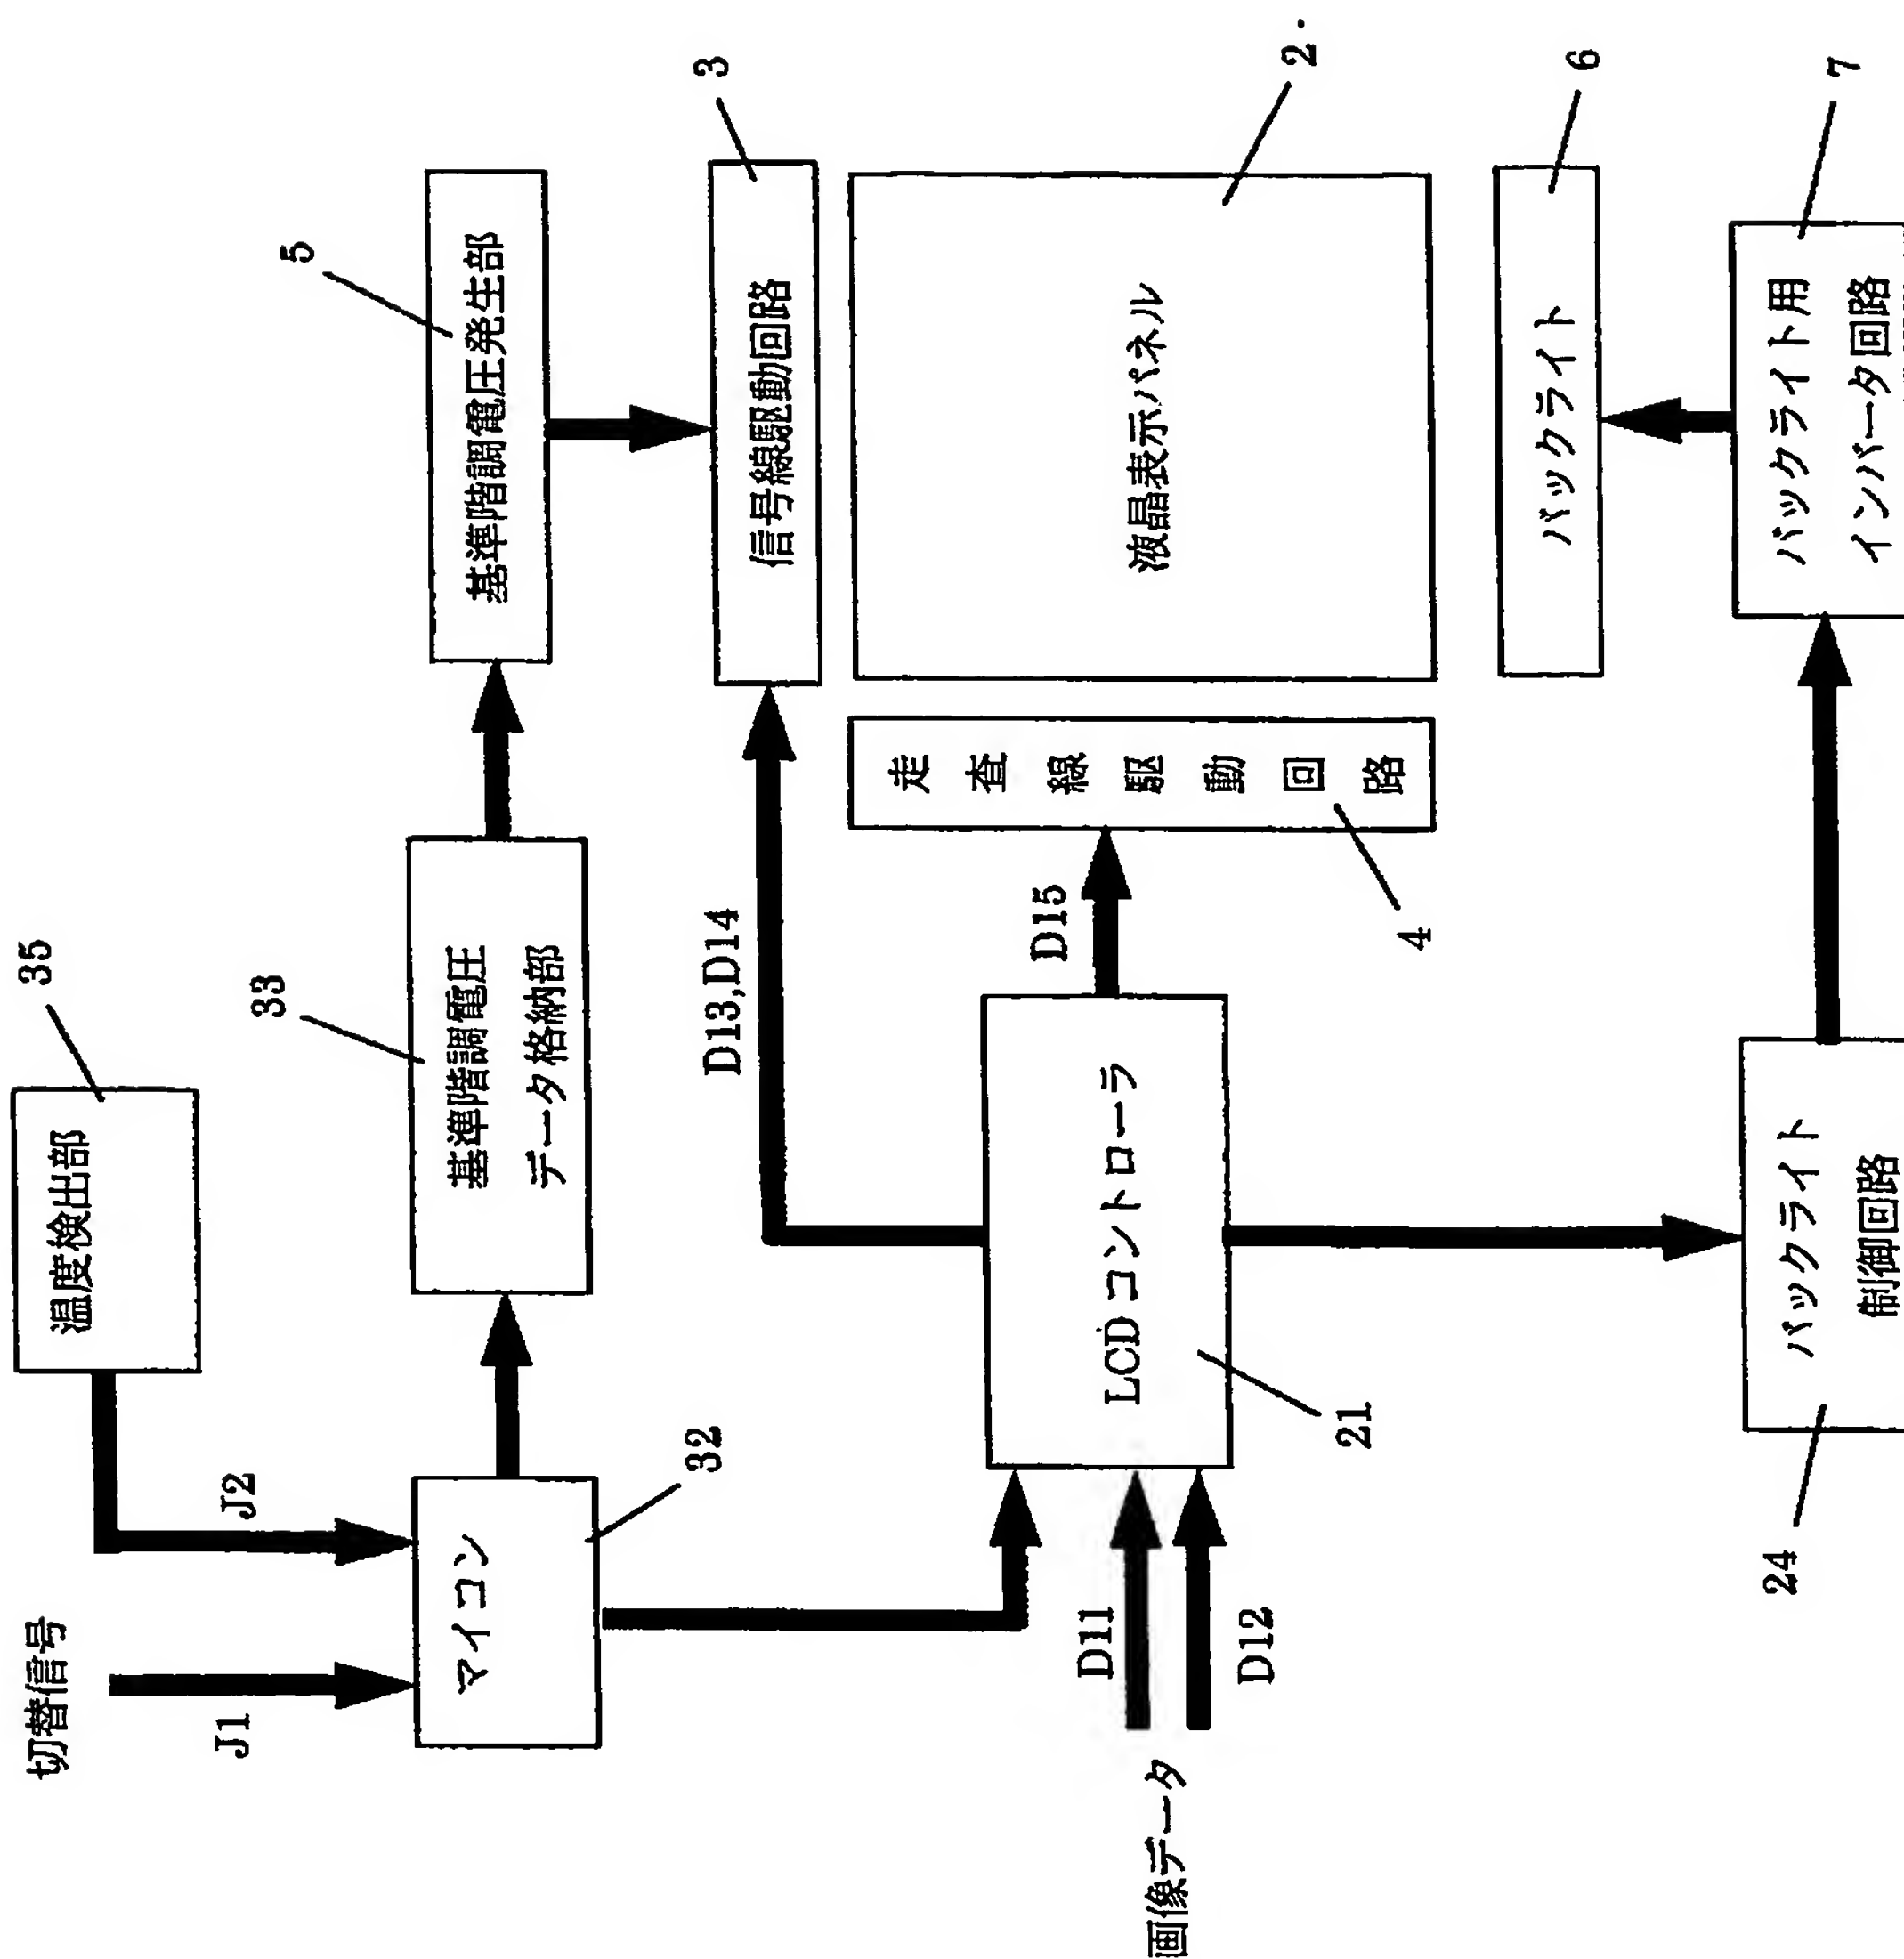 切替信号
J1
J2
温度検出部
35
マイコン
32
基準階調電圧
データ格納部
33
基準階調電圧発生部
5
信号線駆動回路
3
D13,D14
液晶表示パネル
2
走査線駆動回路
4
D15
LCDコントローラ
21
画像データ
D11
D12
バックライト
6
バックライト
制御回路
24
バックライト用
インバータ回路
7